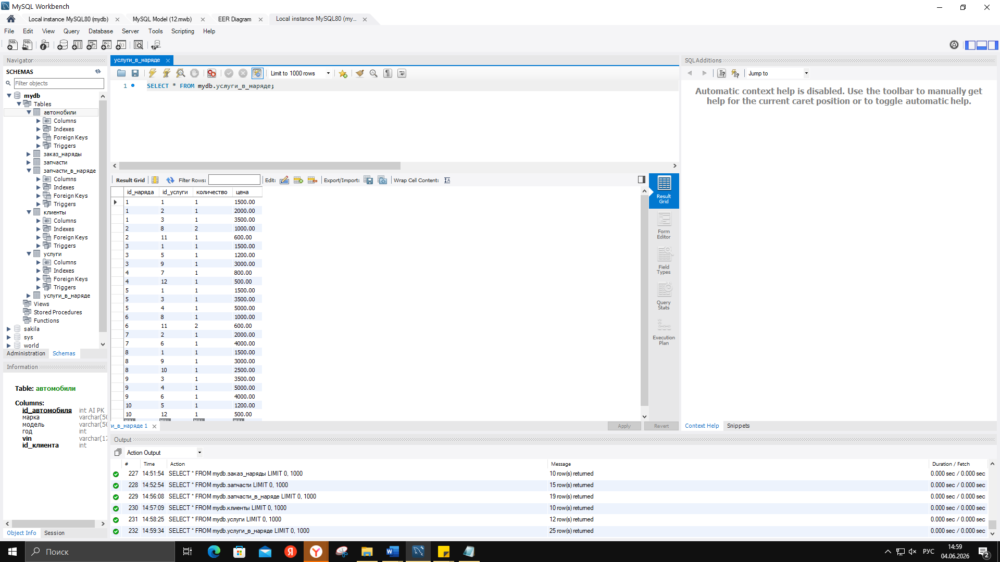 MySQL Workbench
Local instance MySQL80 (mydb)
MySQL Model (12.mwb)
EER Diagram
Local instance MySQL80 (my...
File Edit View Query Database Server Tools Scripting Help
Navigator
SCHEMAS
Filter objects
mydb
Tables
автомобили
Columns
Indexes
Foreign Keys
Triggers
заказ_наряды
запчасти
запчасти_в_наряде
Columns
Indexes
Foreign Keys
Triggers
клиенты
Columns
Indexes
Foreign Keys
Triggers
услуги
Columns
Indexes
Foreign Keys
Triggers
услуги_в_наряде
Views
Stored Procedures
Functions
sakila
sys
world
Administration Schemas
Information
Table: автомобили
Columns:
id_автомобиля int AI PK
марка varchar(50
модель varchar(50
год int
vin varchar(17
id_клиента int
Object Info Session
услуги_в_наряде
Limit to 1000 rows
1 SELECT * FROM mydb.услуги_в_наряде;
Result Grid Filter Rows: Edit: Export/Import: Wrap Cell Content:
id_наряда id_услуги количество цена
1 1 1 1500.00
1 2 1 2000.00
1 3 1 3500.00
2 8 2 1000.00
2 11 1 600.00
3 1 1 1500.00
3 5 1 1200.00
3 9 1 3000.00
4 7 1 800.00
4 12 1 500.00
5 1 1 1500.00
5 3 1 3500.00
5 4 1 5000.00
6 8 1 1000.00
6 11 2 600.00
7 2 1 2000.00
7 6 1 4000.00
8 1 1 1500.00
8 9 1 3000.00
8 10 1 2500.00
9 3 1 3500.00
9 4 1 5000.00
9 6 1 4000.00
10 5 1 1200.00
10 12 1 500.00
NULL NULL NULL NULL
Result Grid
Form Editor
Field Types
Query Stats
Execution Plan
ги_в_наряде 1
Apply Revert
SQLAdditions
Jump to
Automatic context help is disabled. Use the toolbar to manually get
help for the current caret position or to toggle automatic help.
Context Help Snippets
Output
Action Output
# Time Action Message Duration / Fetch
227 14:51:54 SELECT * FROM mydb.заказ_наряды LIMIT 0, 1000 10 row(s) returned 0.000 sec / 0.000 sec
228 14:52:54 SELECT * FROM mydb.запчасти LIMIT 0, 1000 15 row(s) returned 0.000 sec / 0.000 sec
229 14:56:08 SELECT * FROM mydb.запчасти_в_наряде LIMIT 0, 1000 19 row(s) returned 0.000 sec / 0.000 sec
230 14:57:09 SELECT * FROM mydb.клиенты LIMIT 0, 1000 10 row(s) returned 0.000 sec / 0.000 sec
231 14:58:25 SELECT * FROM mydb.услуги LIMIT 0, 1000 12 row(s) returned 0.000 sec / 0.000 sec
232 14:59:34 SELECT * FROM mydb.услуги_в_наряде LIMIT 0, 1000 25 row(s) returned 0.000 sec / 0.000 sec
Поиск
РУС
14:59
04.06.2026
2